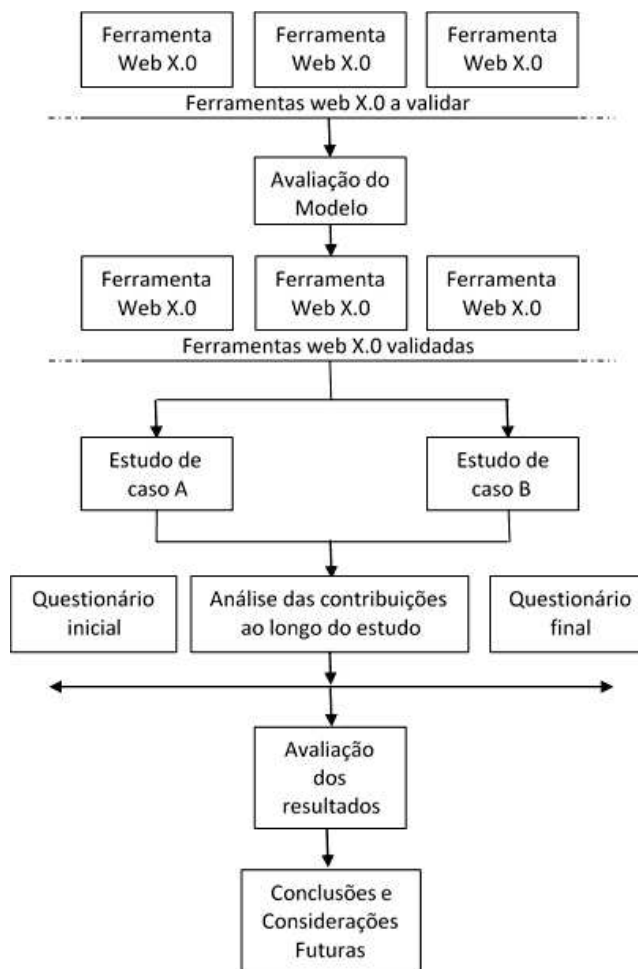 Ferramenta
Web X.0
Ferramenta
Web X.0
Ferramenta
Web X.0
Ferramentas web X.0 a validar
Avaliação do
Modelo
Ferramenta
Web X.0
Ferramenta
Web X.0
Ferramenta
Web X.0
Ferramentas web X.0 validadas
Estudo de
caso A
Estudo de
caso B
Questionário
inicial
Análise das contribuições
ao longo do estudo
Questionário
final
Avaliação
dos
resultados
Conclusões e
Considerações
Futuras